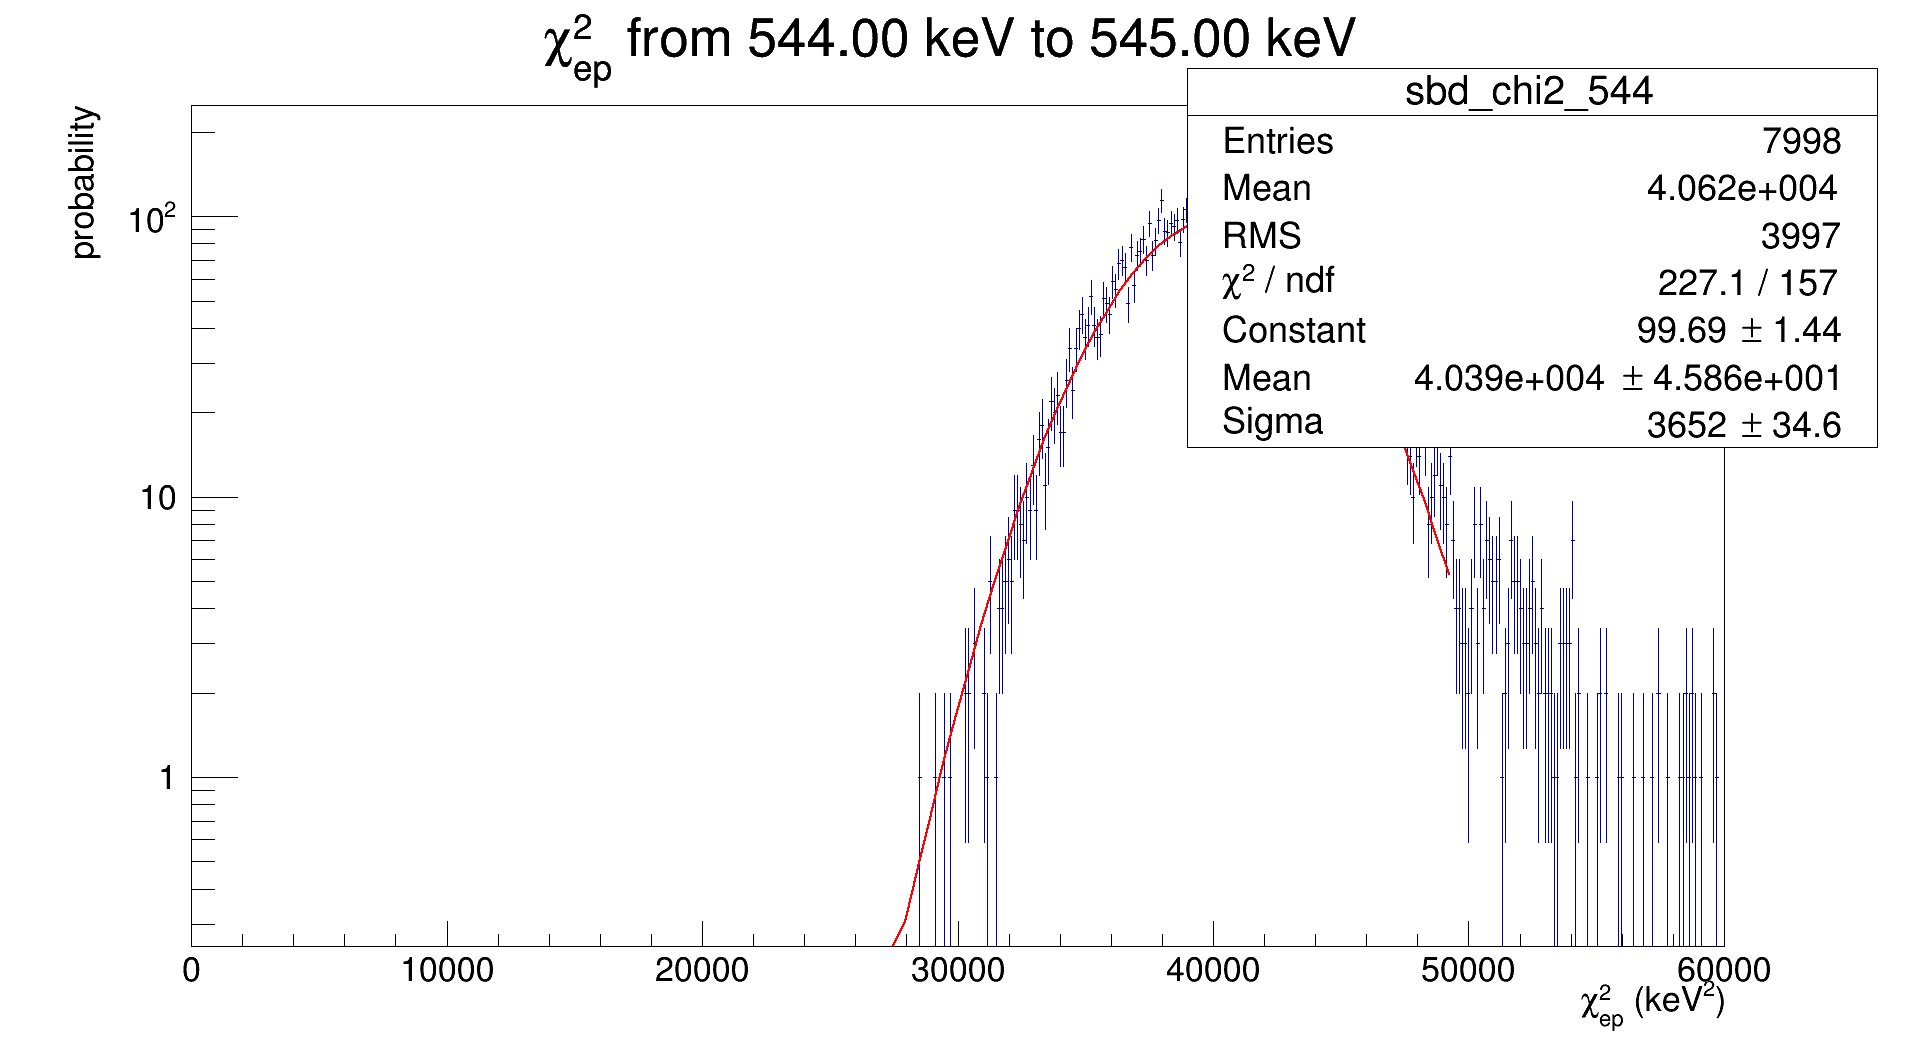 χ²ep from 544.00 keV to 545.00 keV
sbd_chi2_544
Entries 7998
Mean 4.062e+004
RMS 3997
χ² / ndf 227.1 / 157
Constant 99.69 ± 1.44
Mean 4.039e+004 ± 4.586e+001
Sigma 3652 ± 34.6
probability
10²
10
1
0 10000 20000 30000 40000 50000 60000
χ²ep (keV²)